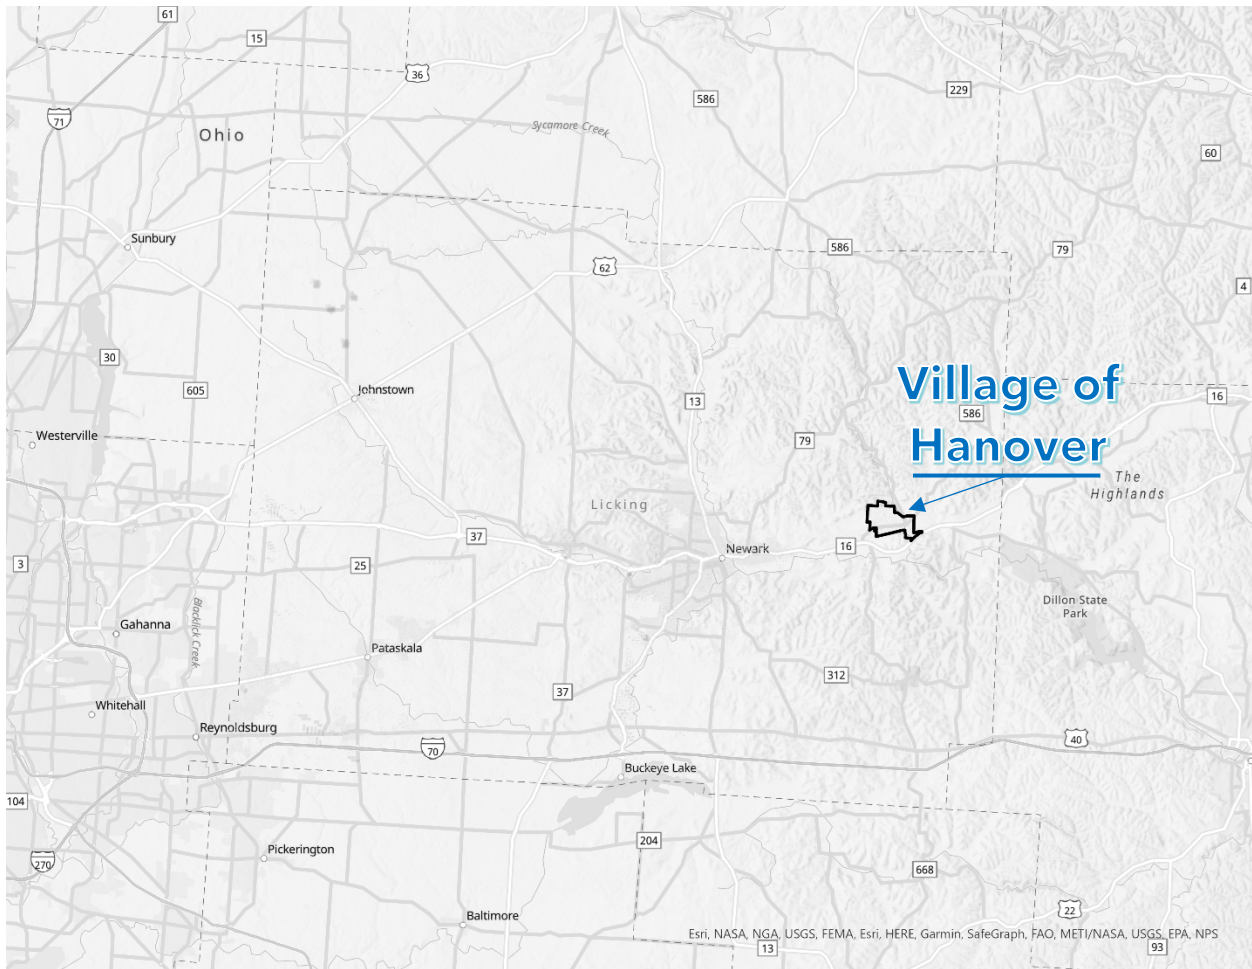 61
15
36
71
Ohio
586
229
Sycamore Creek
60
Sunbury
586
79
62
4
30
605
Johnstown
13
Village of
Hanover
16
586
Westerville
79
The
Highlands
Licking
37
16
Newark
3
25
Dillon State
Park
Blacklick Creek
Gahanna
Pataskala
312
37
Whitehall
Reynoldsburg
70
40
Buckeye Lake
104
204
270
Pickerington
668
Baltimore
22
Esri, NASA, NGA, USGS, FEMA, Esri, HERE, Garmin, SafeGraph, FAO, METI/NASA, USGS, EPA, NPS
13
93